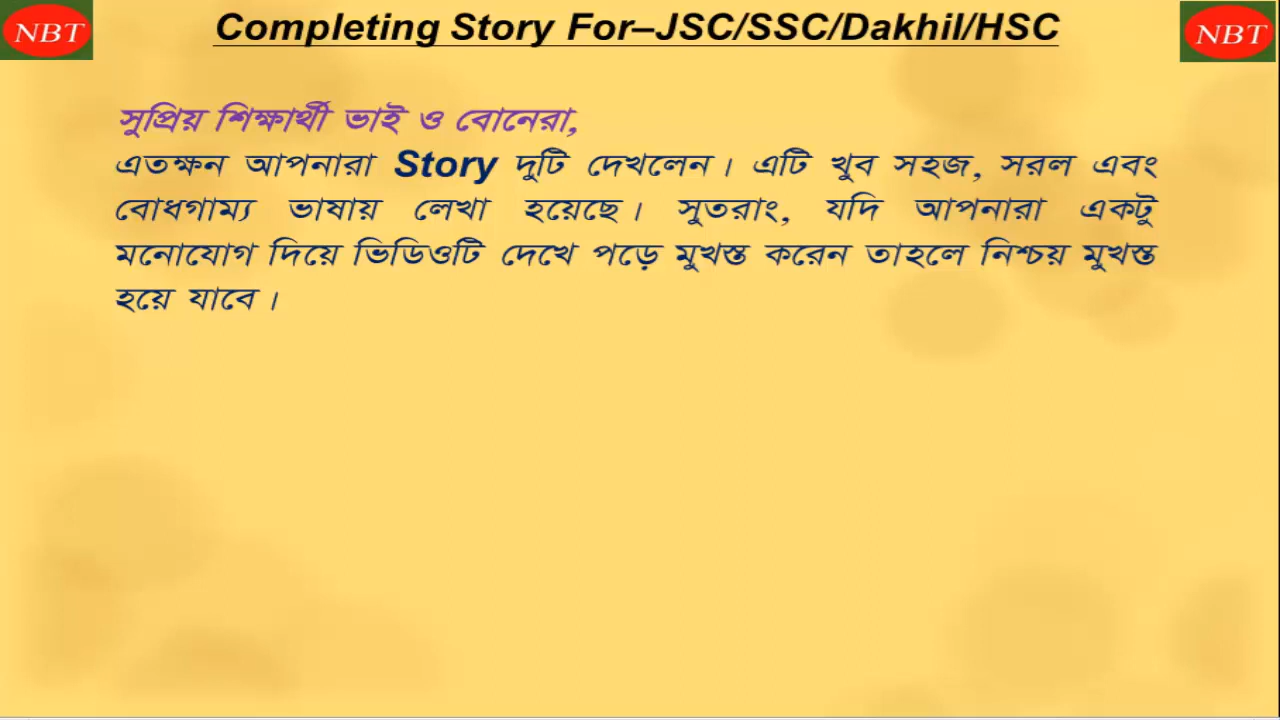 NBT
Completing Story For–JSC/SSC/Dakhil/HSC
NBT
সুপ্রিয় শিক্ষার্থী ভাই ও বোনেরা,
এতক্ষন আপনারা Story দুটি দেখলেন। এটি খুব সহজ, সরল এবং
বোধগাম্য ভাষায় লেখা হয়েছে। সুতরাং, যদি আপনারা একটু
মনোযোগ দিয়ে ভিডিওটি দেখে পড়ে মুখস্ত করেন তাহলে নিশ্চয় মুখস্ত
হয়ে যাবে।